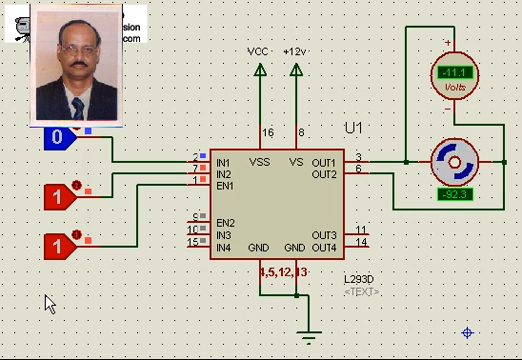 sion
com
VCC +12v
0
1
1
U1
16 8
2 IN1 VSS VS OUT1 3
7 IN2 OUT2 6
1 EN1
9 EN2
10 IN3 OUT3 11
15 IN4 GND GND OUT4 14
4,5,12,13
L293D
<TEXT>
+
-11.1
Volts
-92.3